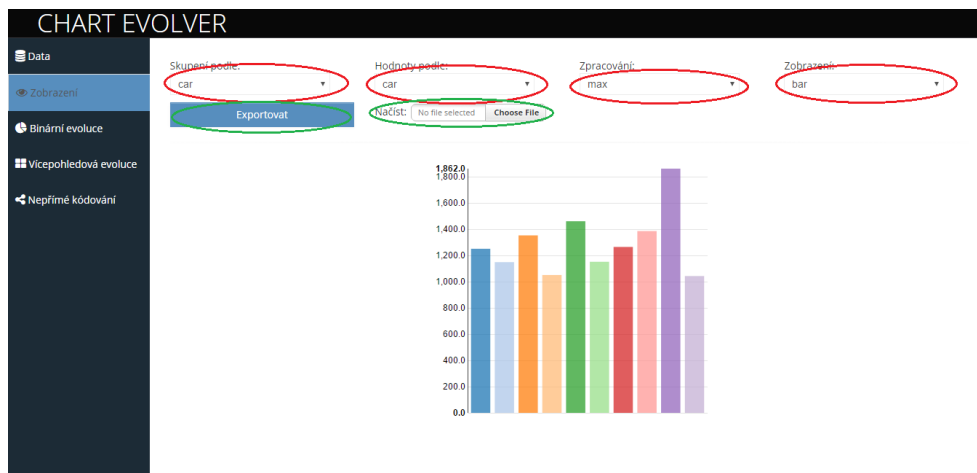 CHART EVOLVER
Data
Zobrazení
Binární evoluce
Vícepohledová evoluce
Nepřímé kódování
Skupení podle:
Hodnoty podle:
Zpracování:
Zobrazení:
car
car
max
bar
Exportovat
Načíst:
No file selected
Choose File
1,862.0
1,800.0
1,600.0
1,400.0
1,200.0
1,000.0
800.0
600.0
400.0
200.0
0.0